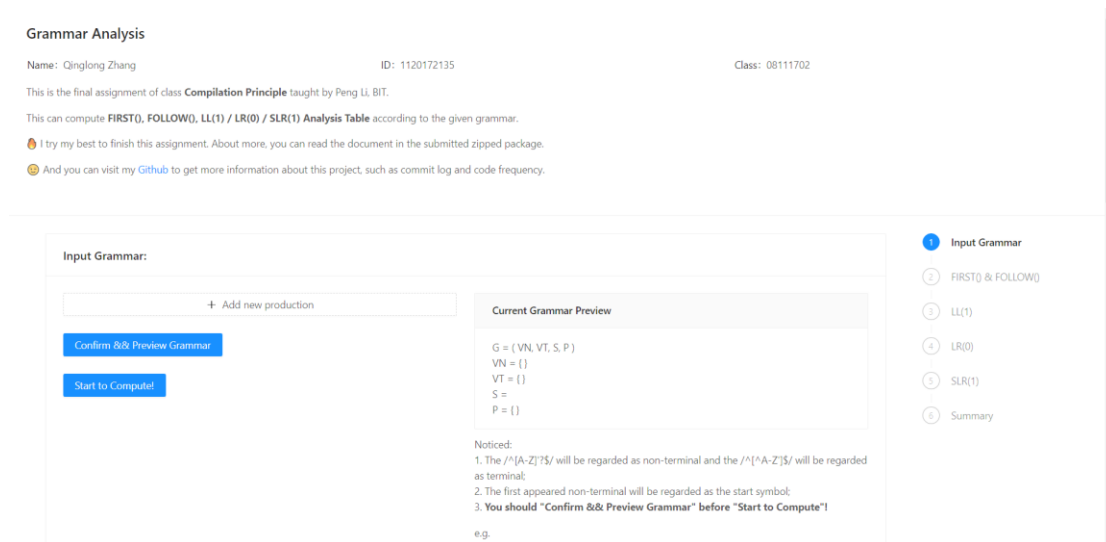 Grammar Analysis
Name: Qinglong Zhang ID: 1120172135 Class: 08111702
This is the final assignment of class Compilation Principle taught by Peng Li, BIT.
This can compute FIRST(), FOLLOW(), LL(1) / LR(0) / SLR(1) Analysis Table according to the given grammar.
I try my best to finish this assignment. About more, you can read the document in the submitted zipped package.
And you can visit my Github to get more information about this project, such as commit log and code frequency.
Input Grammar:
+ Add new production
Confirm && Preview Grammar
Start to Compute!
Current Grammar Preview
G = ( VN, VT, S, P )
VN = { }
VT = { }
S =
P = { }
Noticed:
1. The /^[A-Z]'?$/ will be regarded as non-terminal and the /^[^A-Z']$/ will be regarded
as terminal;
2. The first appeared non-terminal will be regarded as the start symbol;
3. You should "Confirm && Preview Grammar" before "Start to Compute"!
e.g.
1 Input Grammar
2 FIRST() & FOLLOW()
3 LL(1)
4 LR(0)
5 SLR(1)
6 Summary